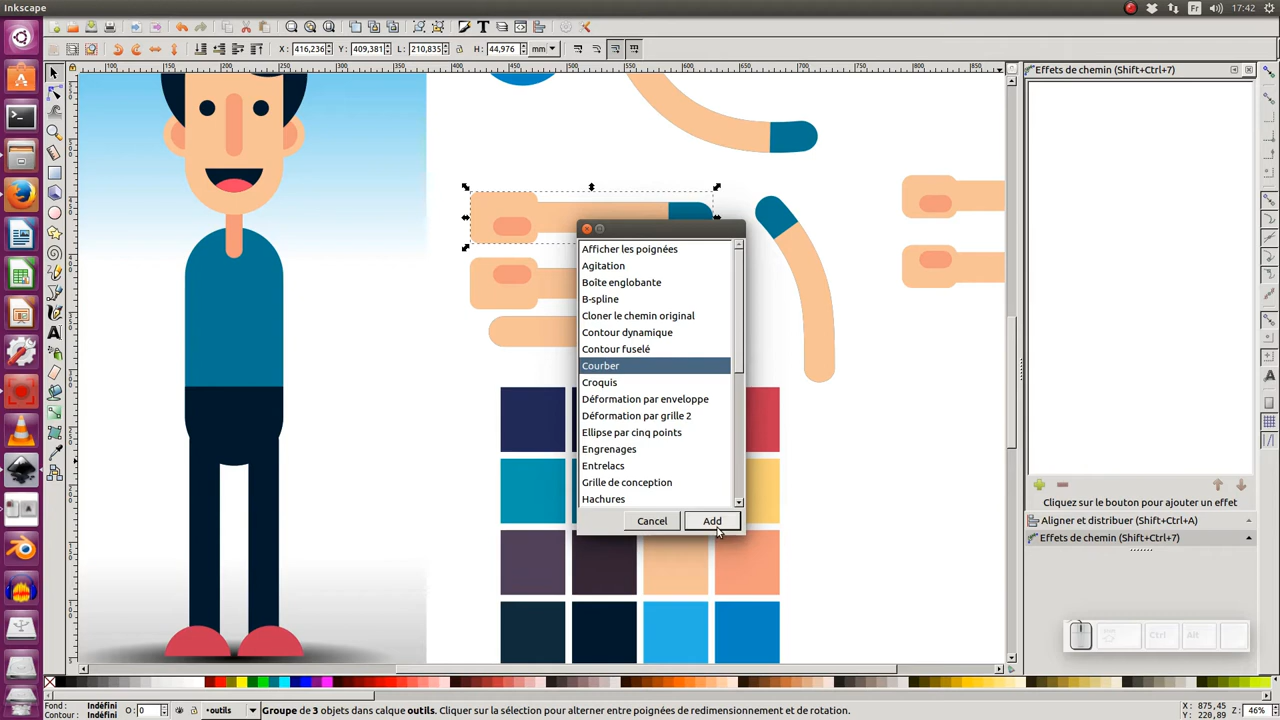 Inkscape
Fr
17:42
X : 416,236
Y : 409,381
L : 210,835
H : 44,976
mm
Effets de chemin (Shift+Ctrl+7)
Afficher les poignées
Agitation
Boîte englobante
B-spline
Cloner le chemin original
Contour dynamique
Contour fuselé
Courber
Croquis
Déformation par enveloppe
Déformation par grille 2
Ellipse par cinq points
Engrenages
Entrelacs
Grille de conception
Hachures
Cancel
Add
Cliquez sur le bouton pour ajouter un effet
Aligner et distribuer (Shift+Ctrl+A)
Effets de chemin (Shift+Ctrl+7)
Ctrl
Alt
Fond :
Indéfini
Contour :
Indéfini
O: 0
•outils
Groupe de 3 objets dans calque outils. Cliquer sur la sélection pour alterner entre poignées de redimensionnement et de rotation.
X : 875,45
Y : 220,89
Z : 46%